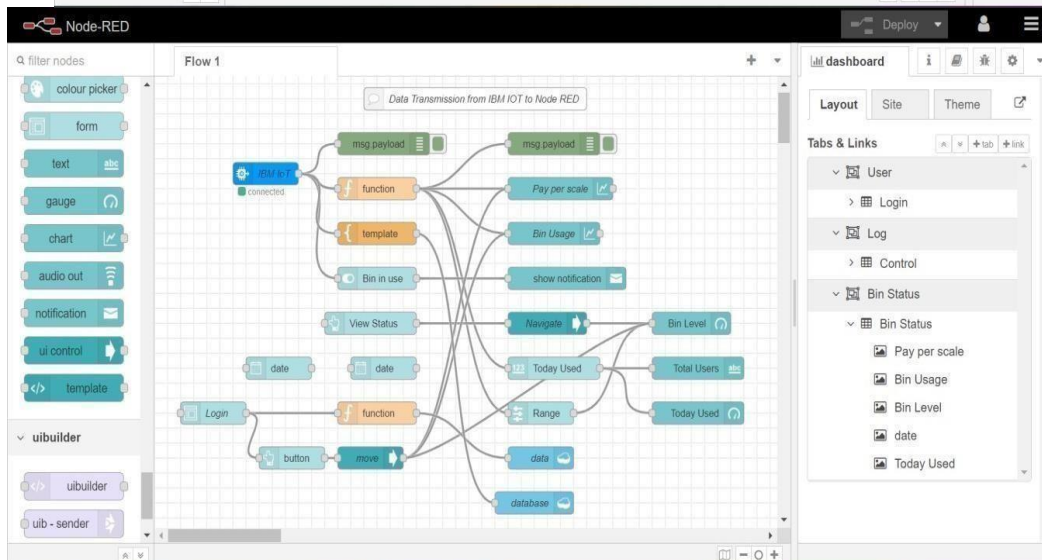 Node-RED
Deploy
filter nodes
colour picker
form
text
abc
gauge
chart
audio out
notification
ui control
template
uibuilder
uibuilder
uib - sender
Flow 1
Data Transmission from IBM IOT to Node RED
msg.payload
msg.payload
IBM IoT
connected
function
Pay per scale
template
Bin Usage
Bin in use
show notification
View Status
Navigate
Bin Level
date
date
123
Today Used
Total Users
abc
Login
function
Range
Today Used
button
move
data
database
dashboard
i
Layout
Site
Theme
Tabs & Links
+ tab
+ link
User
Login
Log
Control
Bin Status
Bin Status
Pay per scale
Bin Usage
Bin Level
date
Today Used